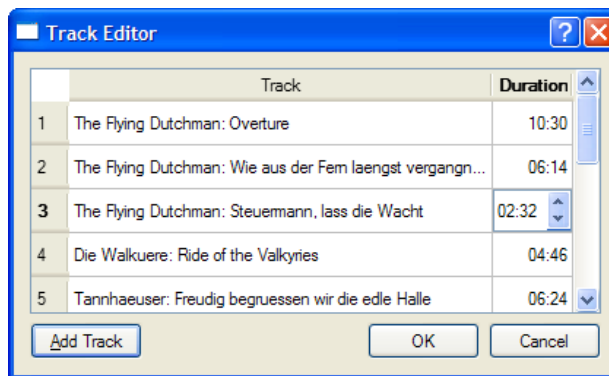 Track Editor
Track Duration
1 The Flying Dutchman: Overture 10:30
2 The Flying Dutchman: Wie aus der Fern laengst vergangn... 06:14
3 The Flying Dutchman: Steuermann, lass die Wacht 02:32
4 Die Walkuere: Ride of the Valkyries 04:46
5 Tannhaeuser: Freudig begruessen wir die edle Halle 06:24
Add Track OK Cancel